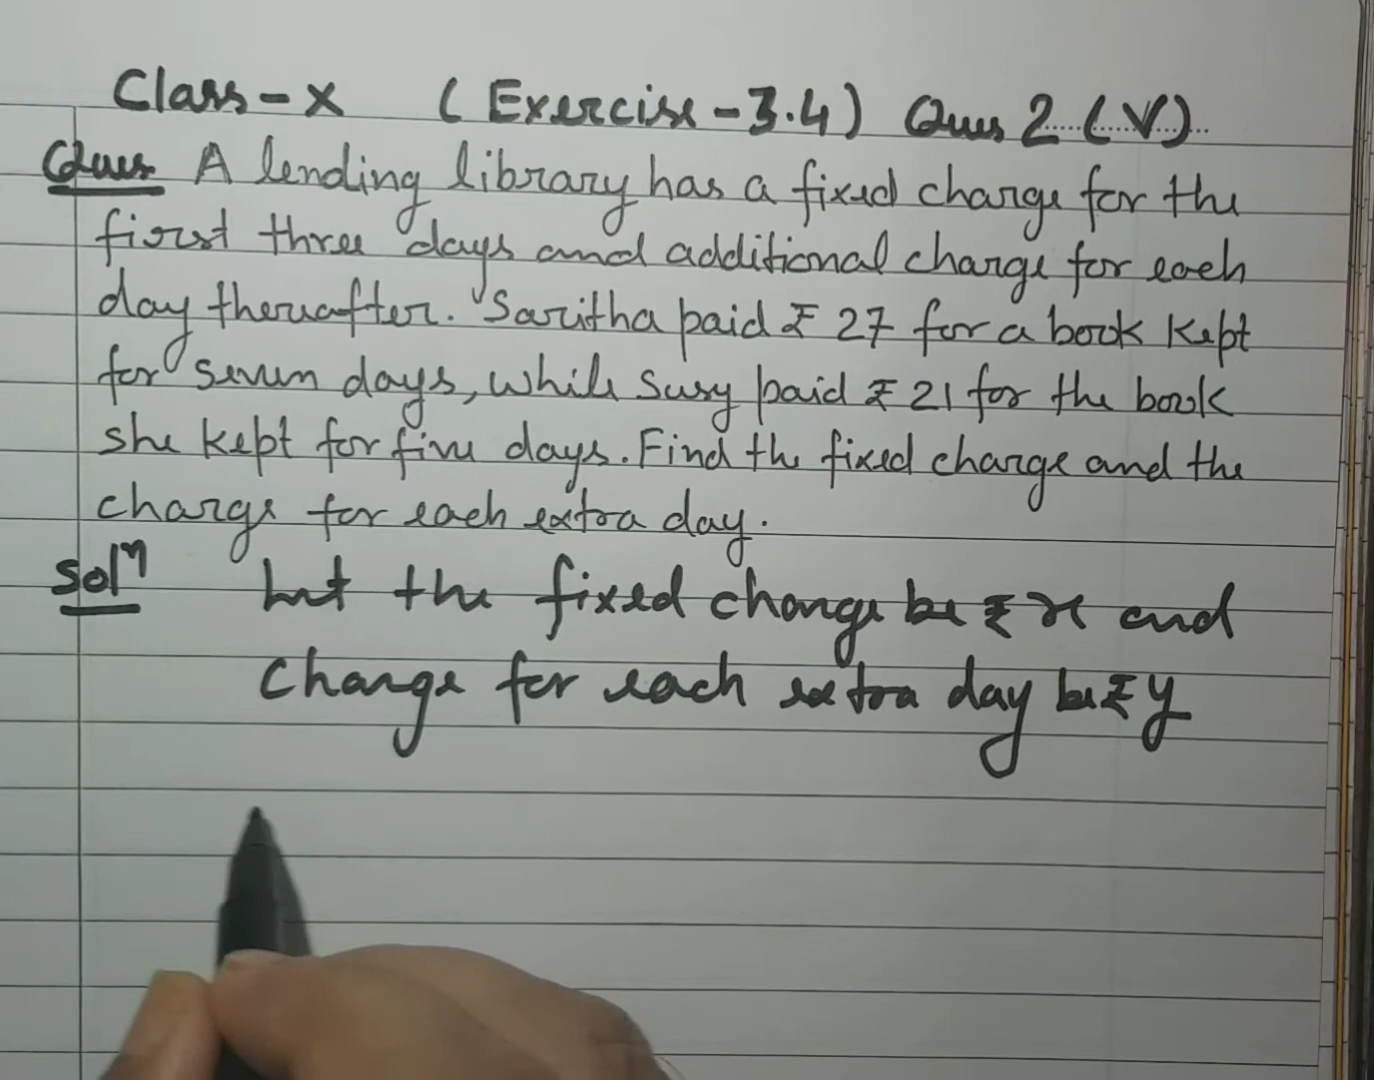 Class-X (Exercise-3.4) Ques 2 (V)
Ques A lending library has a fixed charge for the
first three days and additional charge for each
day thereafter. Saritha paid ₹ 27 for a book kept
for seven days, while Susy paid ₹ 21 for the book
she kept for five days. Find the fixed charge and the
charge for each extra day.
Solⁿ Let the fixed charge be ₹ x and
Charge for each extra day be ₹ y